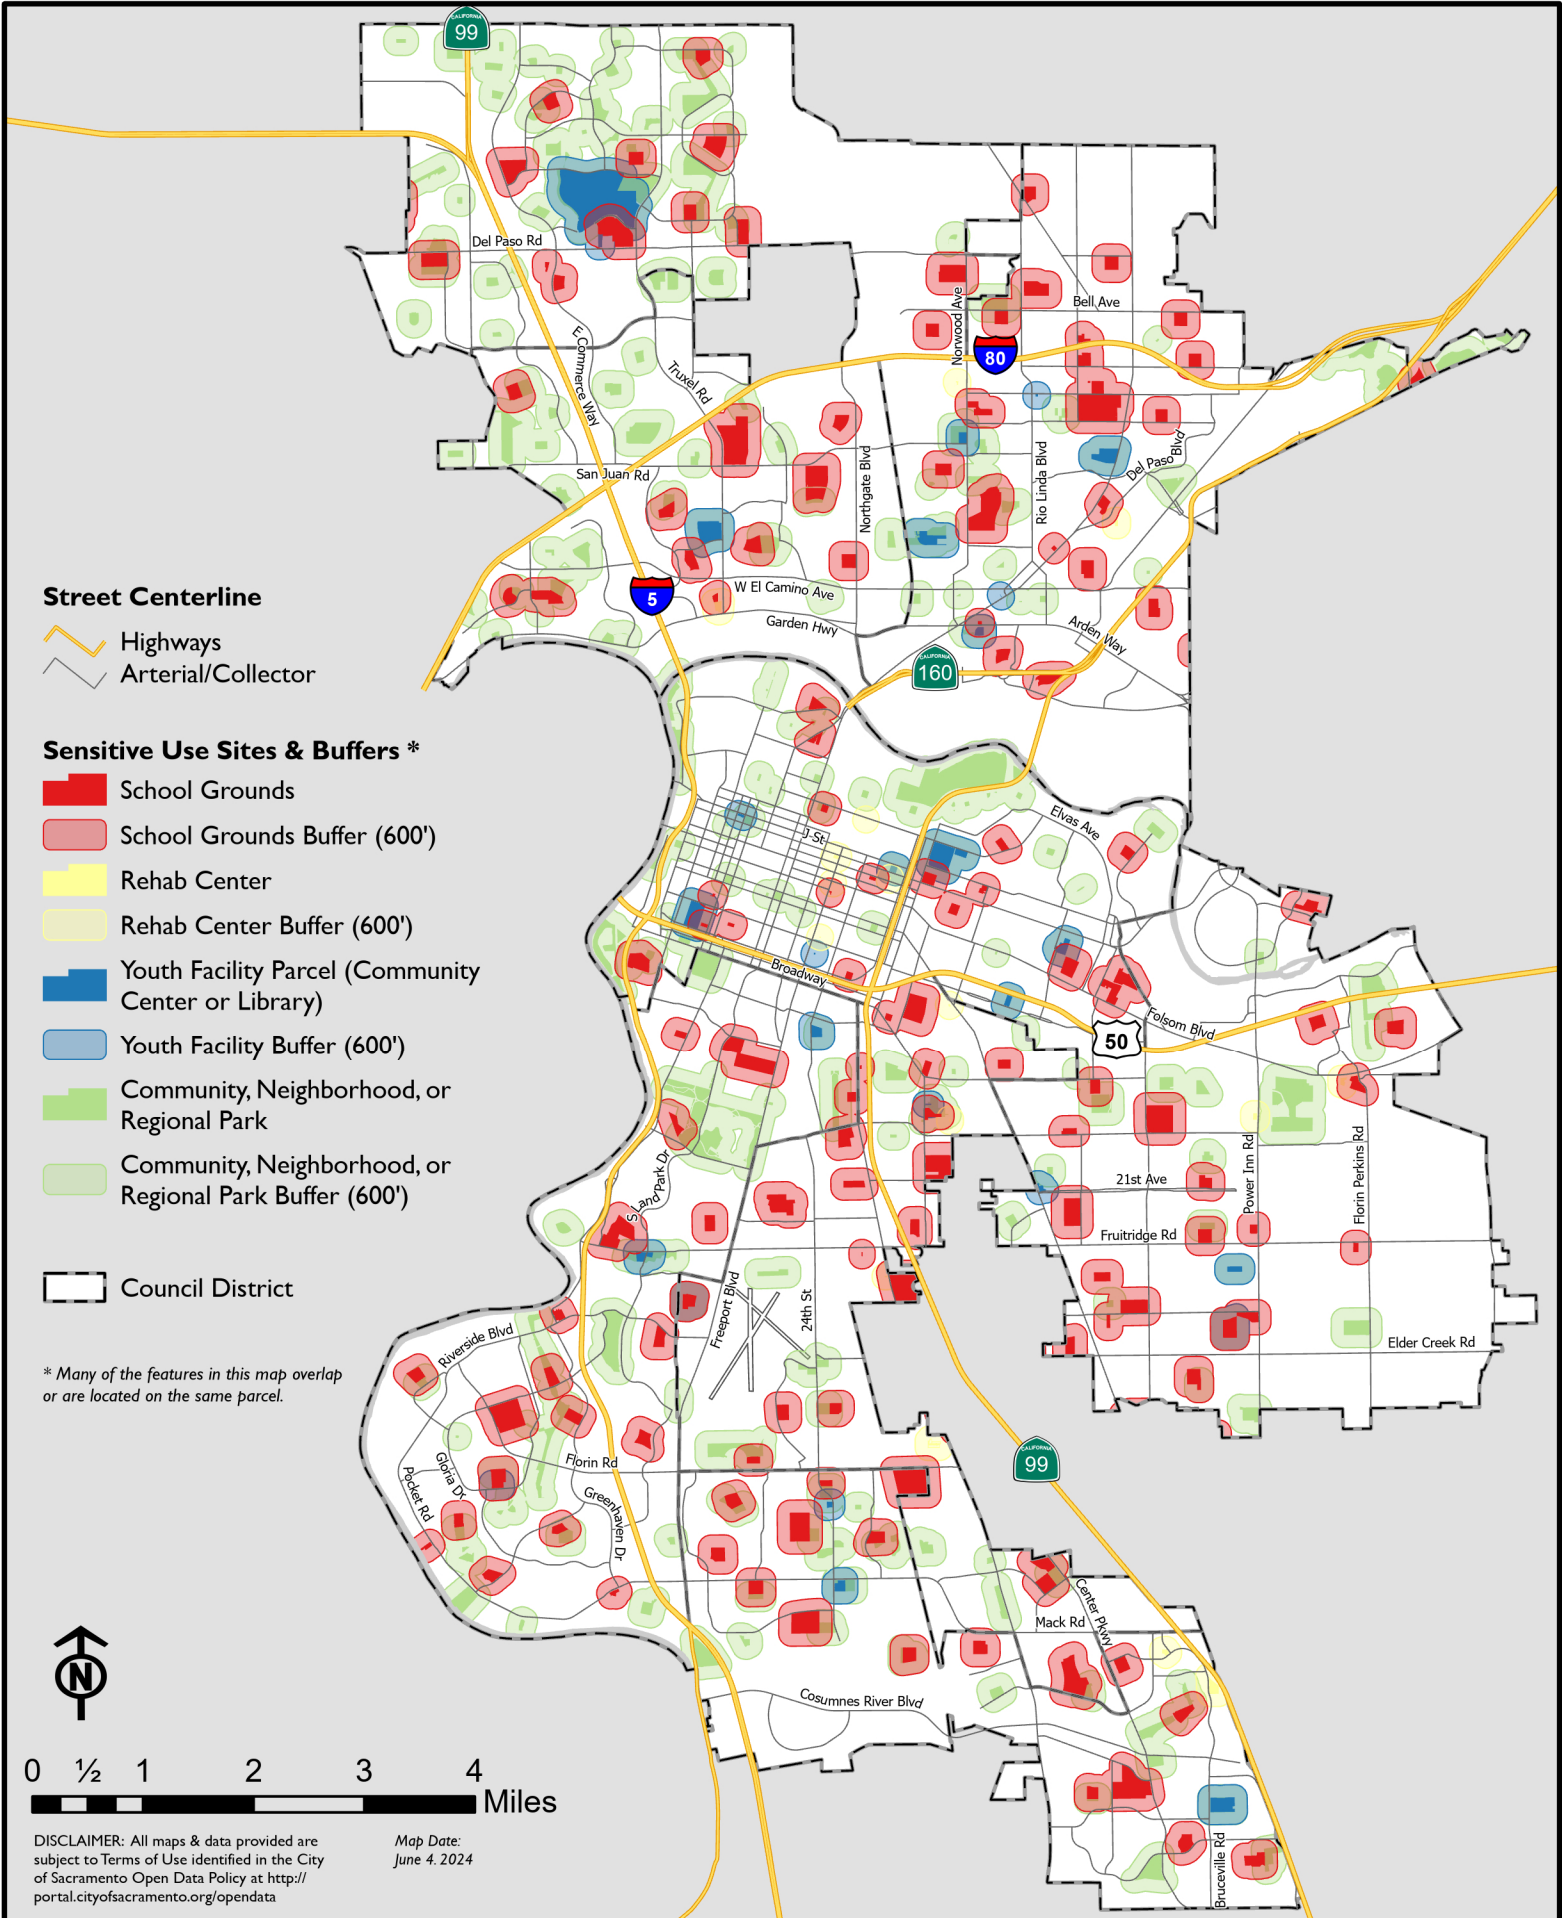 CALIFORNIA
99
Del Paso Rd
E Commerce Way
Truxel Rd
Norwood Ave
Bell Ave
80
San Juan Rd
Northgate Blvd
Rio Linda Blvd
Del Paso Blvd
5
W El Camino Ave
Garden Hwy
Arden Way
CALIFORNIA
160
Street Centerline
Highways
Arterial/Collector
Sensitive Use Sites & Buffers *
School Grounds
School Grounds Buffer (600')
Rehab Center
Rehab Center Buffer (600')
Youth Facility Parcel (Community
Center or Library)
Youth Facility Buffer (600')
Community, Neighborhood, or
Regional Park
Community, Neighborhood, or
Regional Park Buffer (600')
Council District
* Many of the features in this map overlap
or are located on the same parcel.
J St
Elvas Ave
Broadway
Folsom Blvd
50
S Land Park Dr
21st Ave
Power Inn Rd
Florin Perkins Rd
Fruitridge Rd
Freeport Blvd
24th St
Elder Creek Rd
Riverside Blvd
Florin Rd
Gloria Dr
Pocket Rd
Greenhaven Dr
CALIFORNIA
99
Center Pkwy
Mack Rd
Cosumnes River Blvd
Bruceville Rd
N
0 ½ 1 2 3 4
Miles
DISCLAIMER: All maps & data provided are
subject to Terms of Use identified in the City
of Sacramento Open Data Policy at http://
portal.cityofsacramento.org/opendata
Map Date:
June 4. 2024